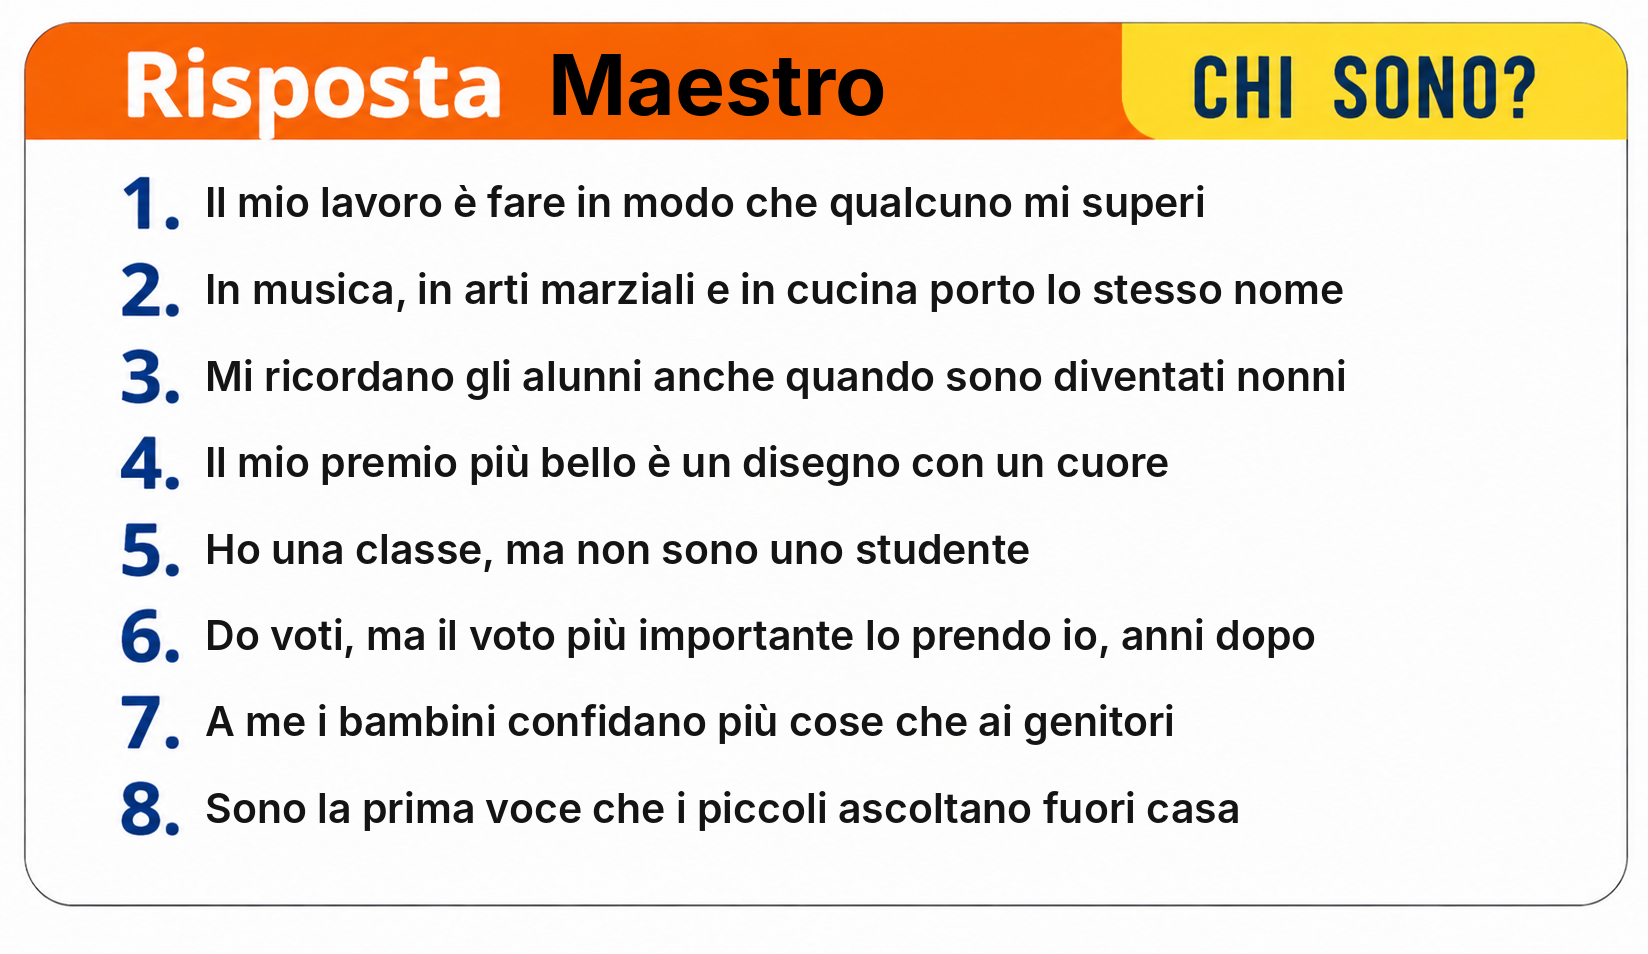 Risposta Maestro CHI SONO?
1. Il mio lavoro è fare in modo che qualcuno mi superi
2. In musica, in arti marziali e in cucina porto lo stesso nome
3. Mi ricordano gli alunni anche quando sono diventati nonni
4. Il mio premio più bello è un disegno con un cuore
5. Ho una classe, ma non sono uno studente
6. Do voti, ma il voto più importante lo prendo io, anni dopo
7. A me i bambini confidano più cose che ai genitori
8. Sono la prima voce che i piccoli ascoltano fuori casa